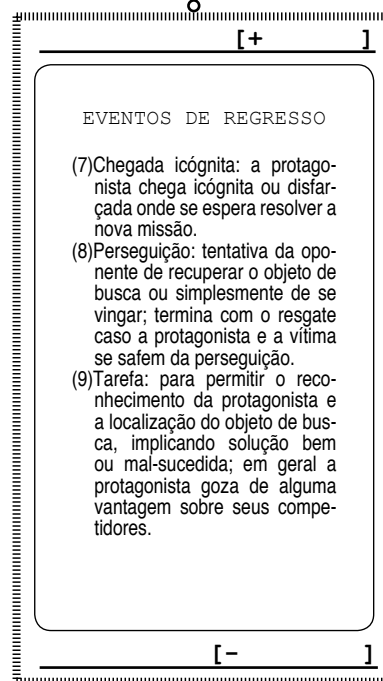 [+ ]
EVENTOS DE REGRESSO
(7)Chegada icógnita: a protago-
nista chega icógnita ou disfar-
çada onde se espera resolver a
nova missão.
(8)Perseguição: tentativa da opo-
nente de recuperar o objeto de
busca ou simplesmente de se
vingar; termina com o resgate
caso a protagonista e a vítima
se safem da perseguição.
(9)Tarefa: para permitir o reco-
nhecimento da protagonista e
a localização do objeto de bus-
ca, implicando solução bem
ou mal-sucedida; em geral a
protagonista goza de alguma
vantagem sobre seus compe-
tidores.
[- ]